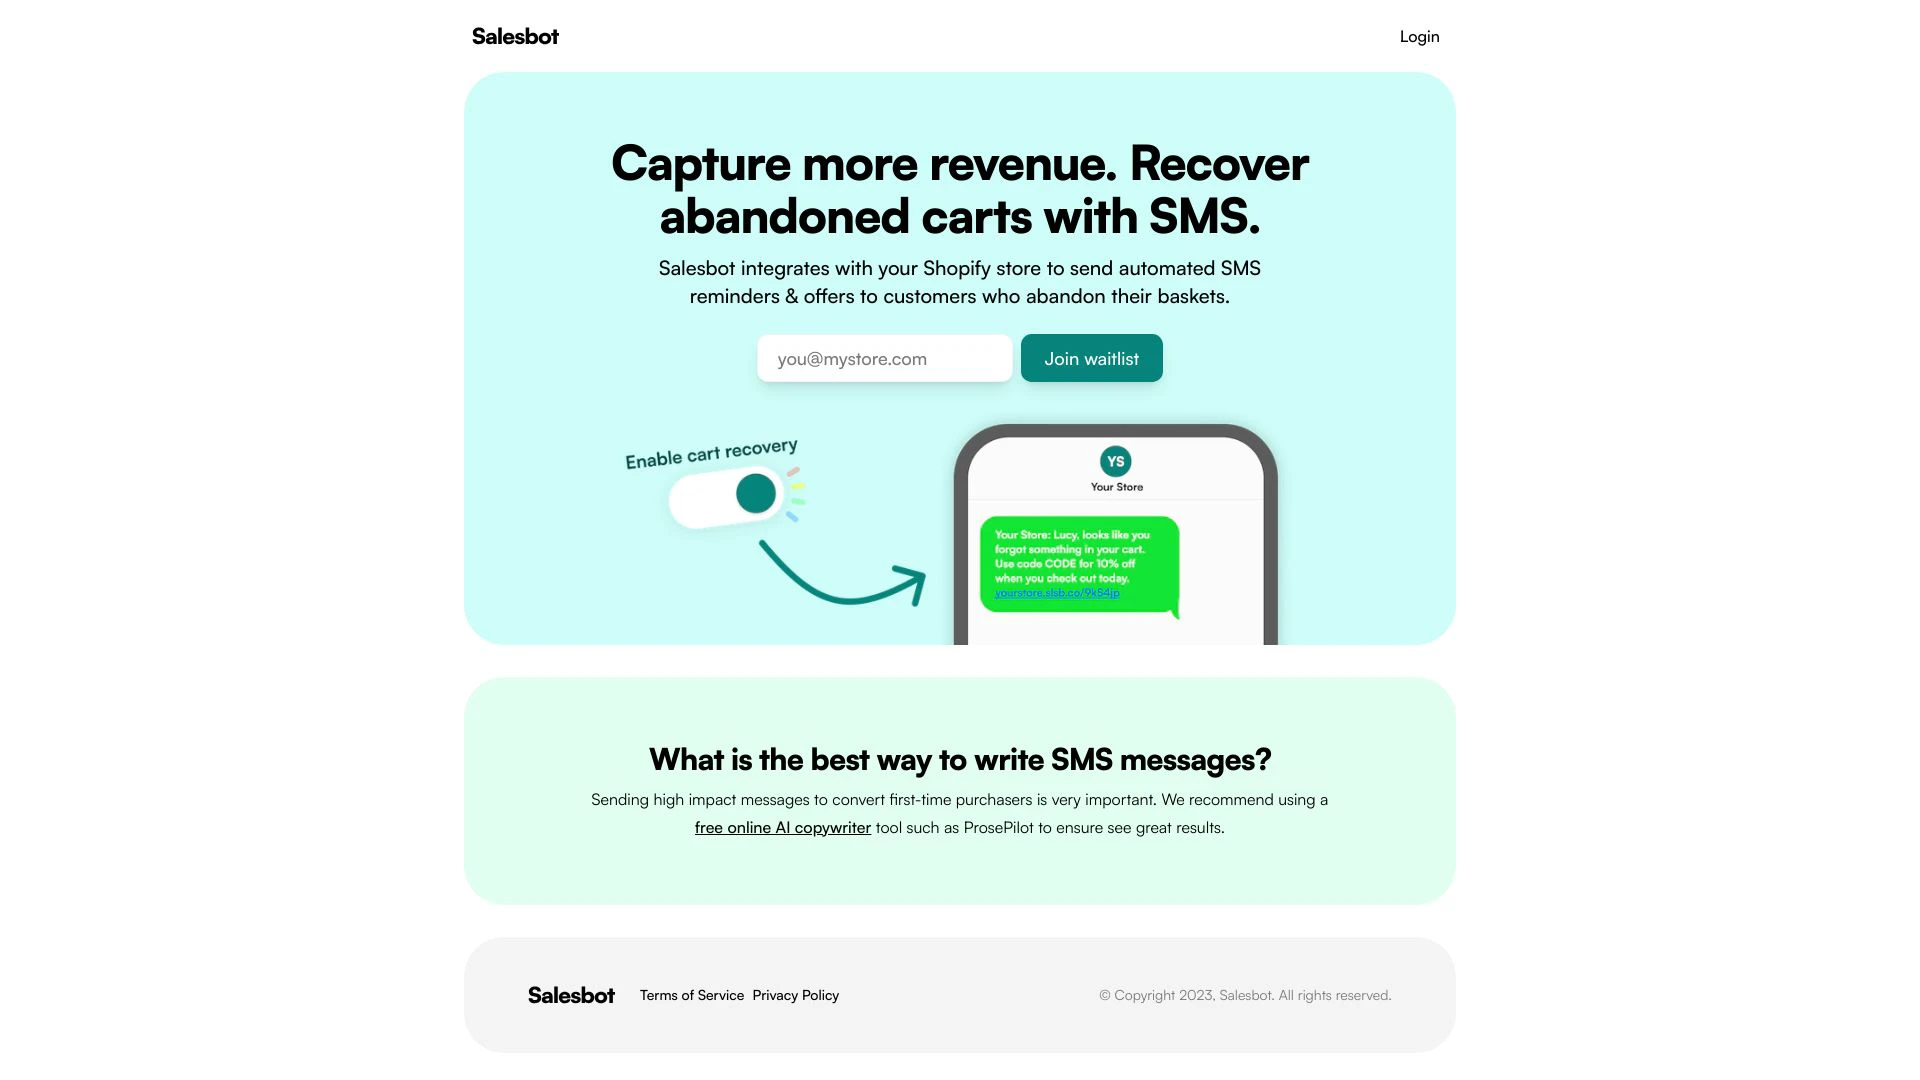 Salesbot
Login
Capture more revenue. Recover
abandoned carts with SMS.
Salesbot integrates with your Shopify store to send automated SMS
reminders & offers to customers who abandon their baskets.
you@mystore.com
Join waitlist
Enable cart recovery
YS
Your Store
Your Store: Lucy, looks like you
forgot something in your cart.
Use code CODE for 10% off
when you check out today.
yourstore.slsb.co/9kS4jp
What is the best way to write SMS messages?
Sending high impact messages to convert first-time purchasers is very important. We recommend using a
free online AI copywriter tool such as ProsePilot to ensure see great results.
Salesbot
Terms of Service
Privacy Policy
© Copyright 2023, Salesbot. All rights reserved.